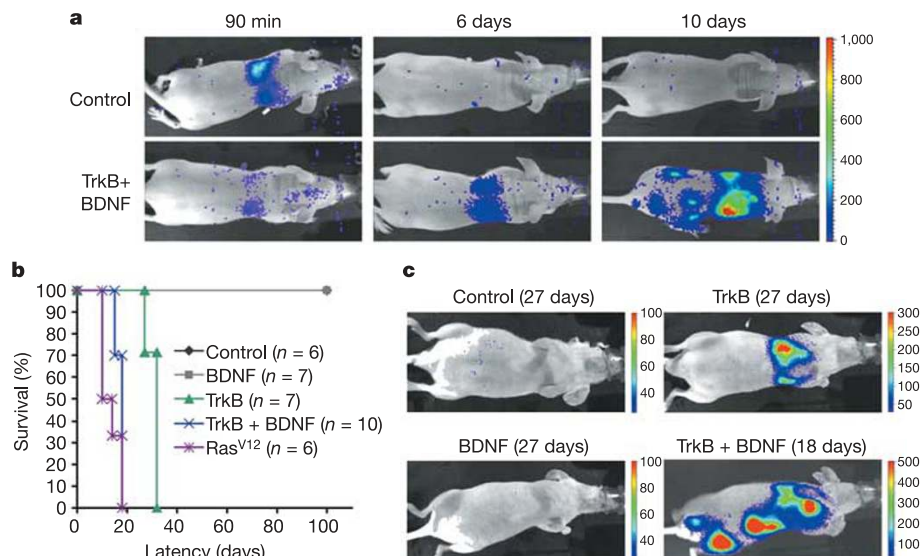 a
90 min 6 days 10 days
Control
TrkB+
BDNF
1,000
800
600
400
200
0
b
Survival (%)
100
90
80
70
60
50
40
30
20
10
0
0 20 40 60 80 100
Latency (days)
Control (n = 6)
BDNF (n = 7)
TrkB (n = 7)
TrkB + BDNF (n = 10)
RasV12 (n = 6)
c
Control (27 days)
100
80
60
40
TrkB (27 days)
300
250
200
150
100
50
BDNF (27 days)
100
80
60
40
TrkB + BDNF (18 days)
500
400
300
200
100